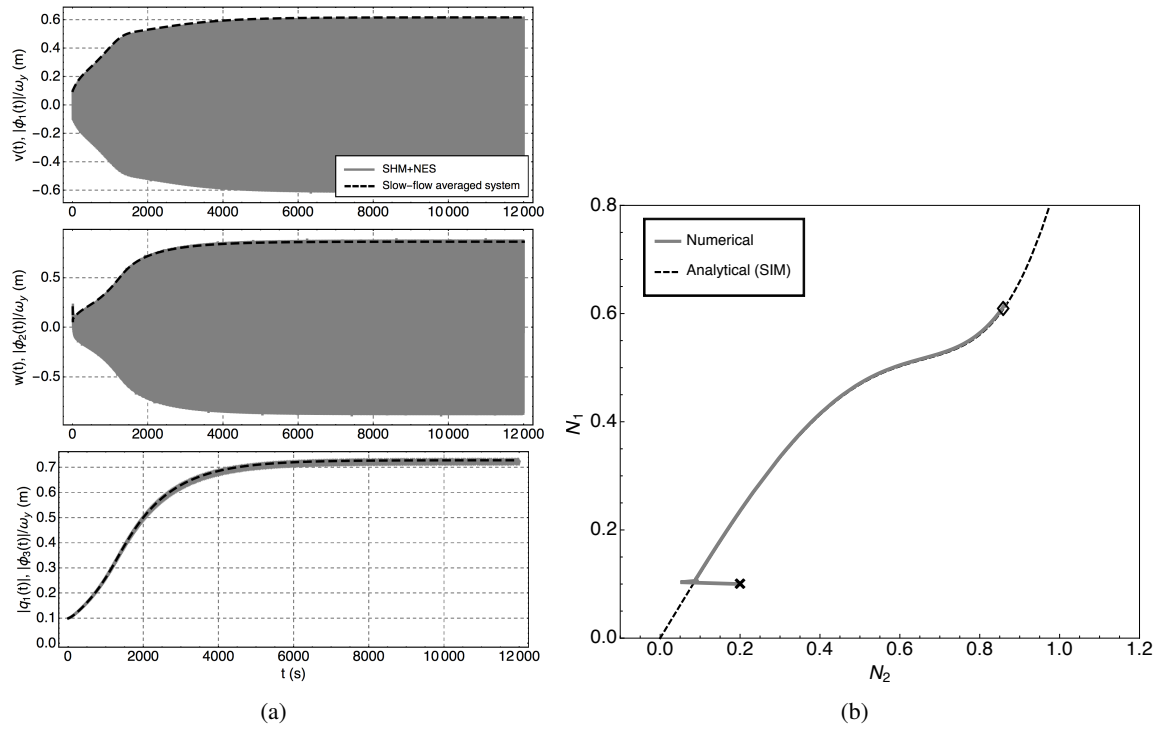 0.6
0.4
0.2
0.0
−0.2
−0.4
−0.6
v(t), |ϕ1(t)|/ωy (m)
SHM+NES
Slow−flow averaged system
0 2000 4000 6000 8000 10 000 12 000
0.5
0.0
−0.5
w(t), |ϕ2(t)|/ωy (m)
0 2000 4000 6000 8000 10 000 12 000
0.7
0.6
0.5
0.4
0.3
0.2
0.1
0.0
|q1(t)|, |ϕ3(t)|/ωy (m)
0 2000 4000 6000 8000 10 000 12 000
t (s)
(a)
0.8
0.6
0.4
0.2
0.0
N1
Numerical
Analytical (SIM)
0.0 0.2 0.4 0.6 0.8 1.0 1.2
N2
(b)